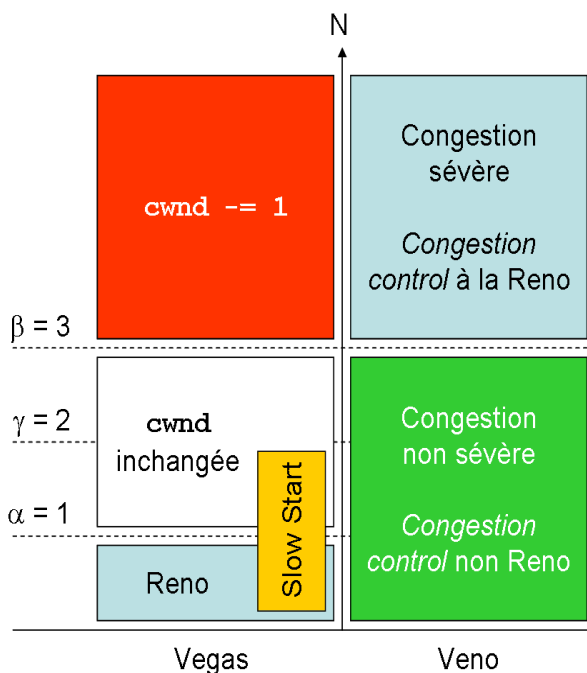 N
cwnd -= 1
Congestion
sévère
Congestion
control à la Reno
β = 3
γ = 2
cwnd
inchangée
Congestion
non sévère
α = 1
Slow Start
Reno
Congestion
control non Reno
Vegas
Veno